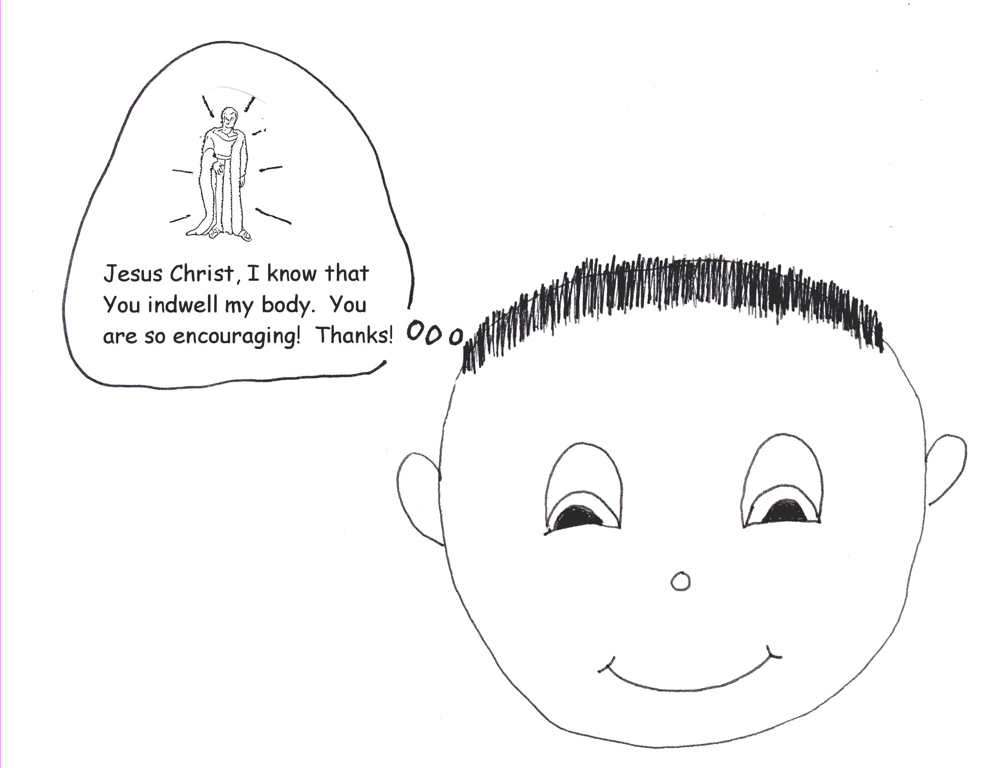 Jesus Christ, I know that
You indwell my body.  You
are so encouraging!  Thanks!